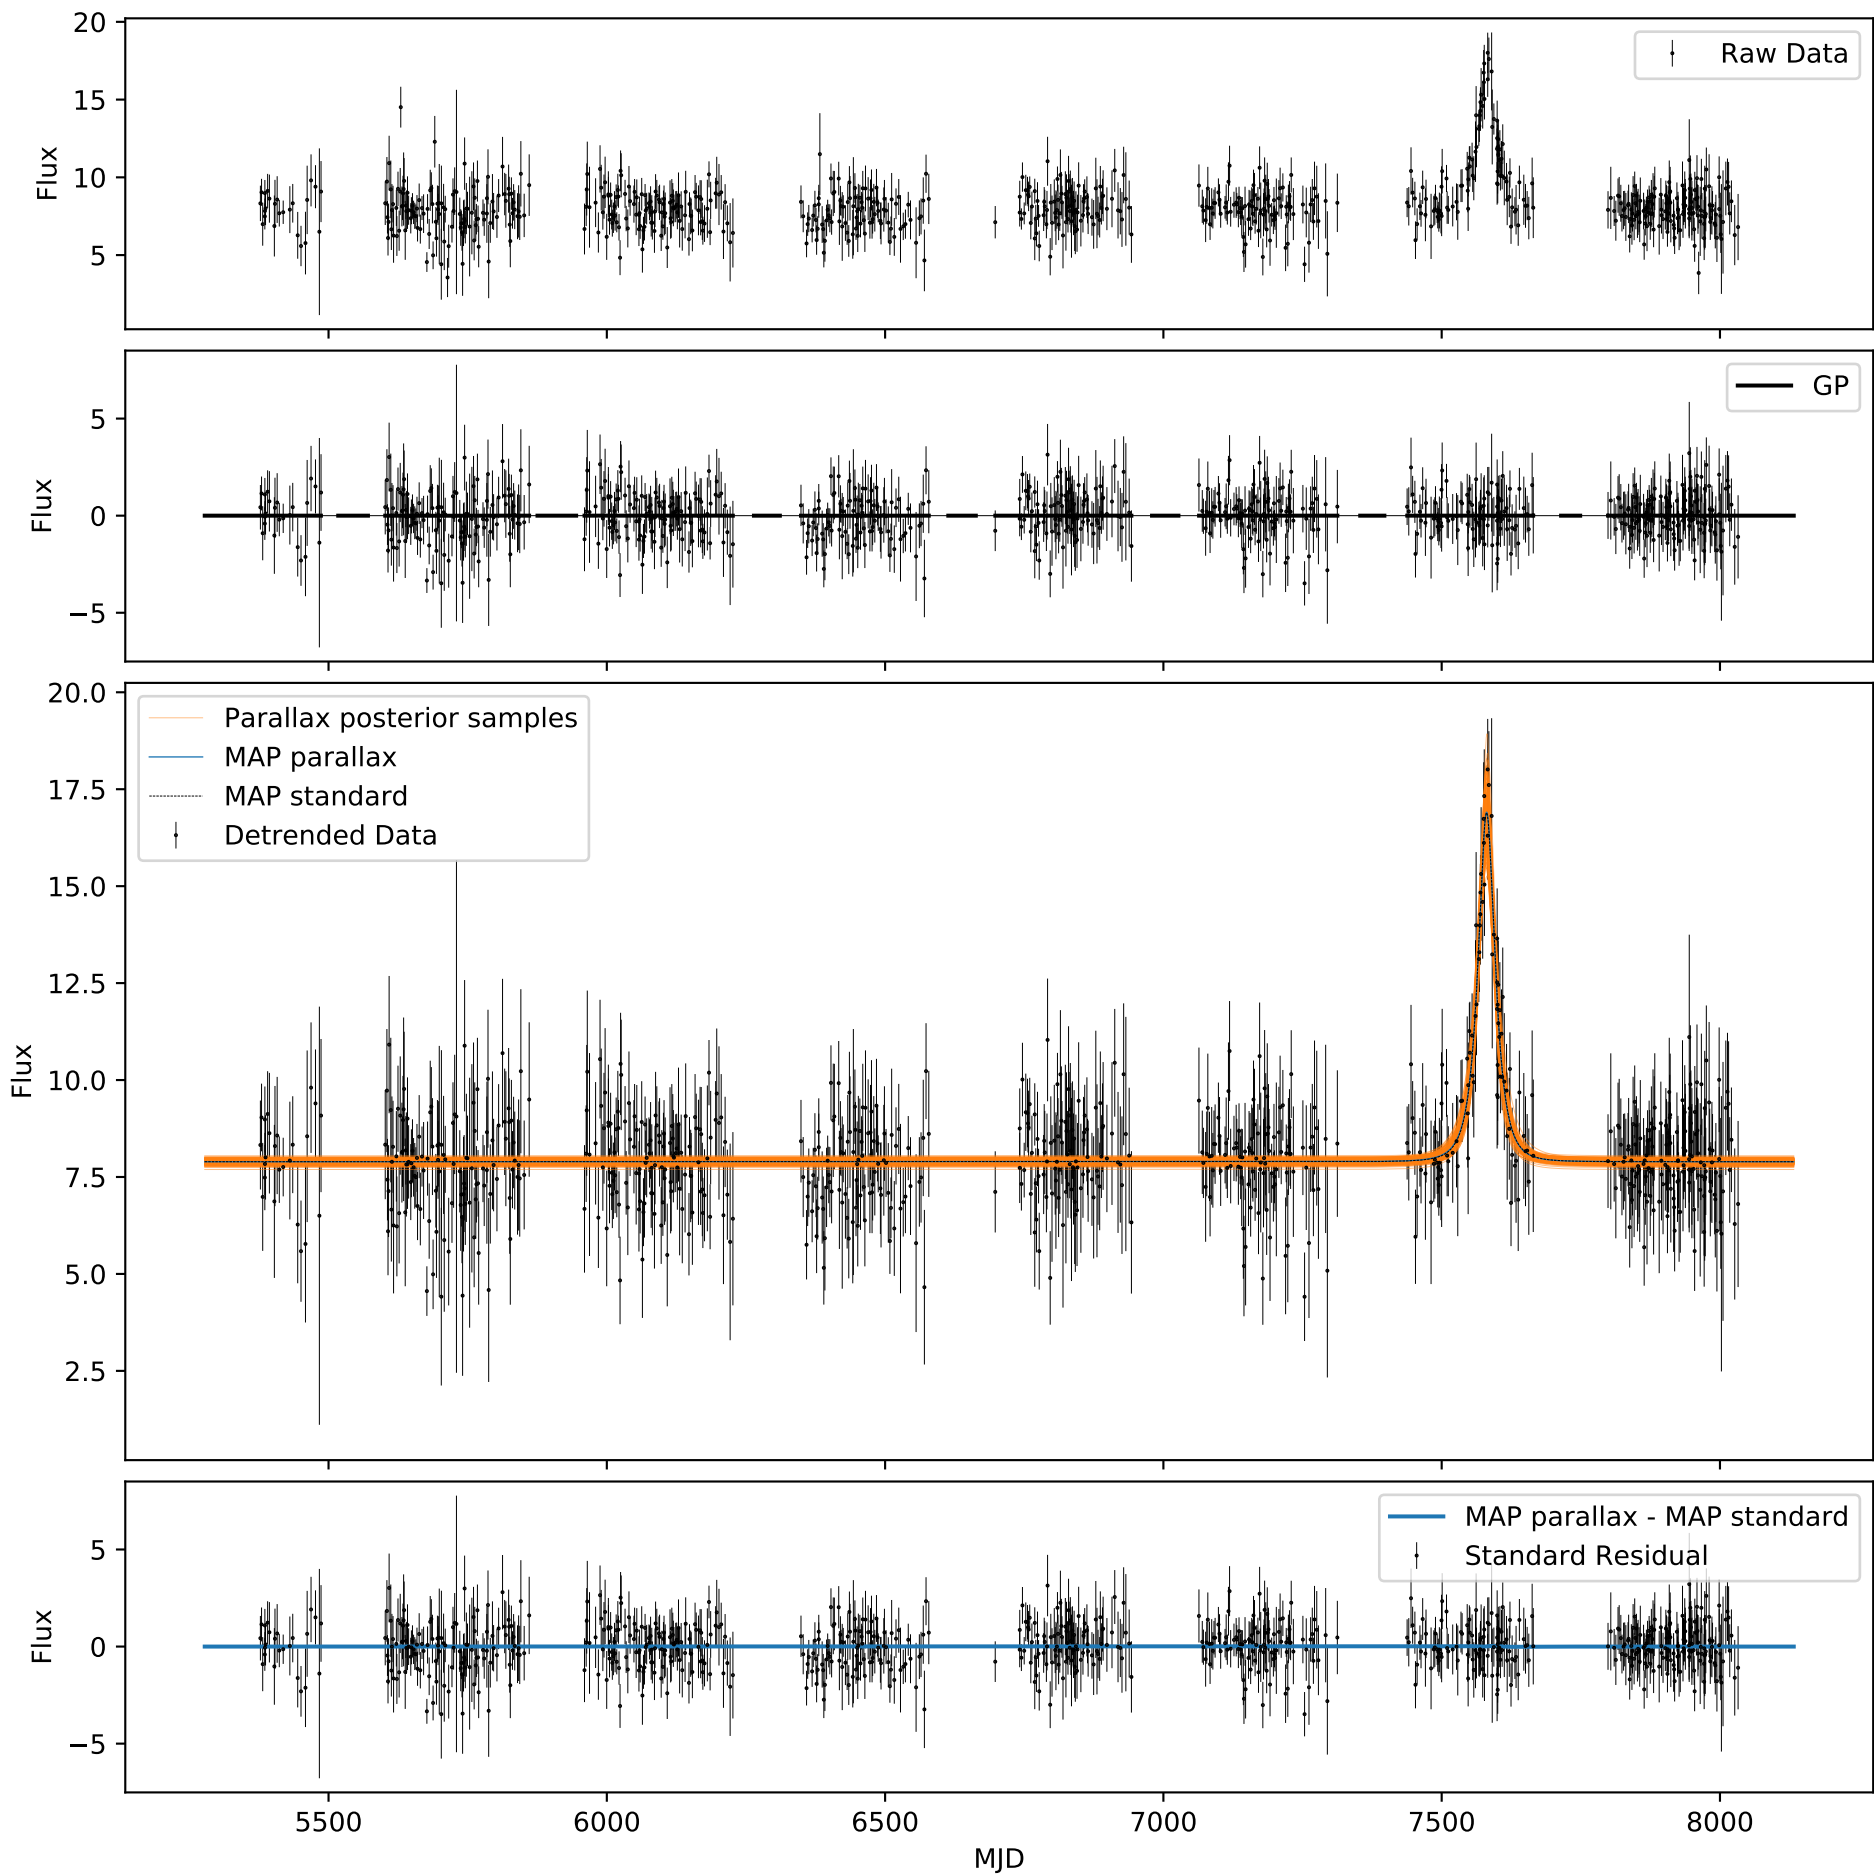 20
15
10
5
Flux
Raw Data
5
0
−5
Flux
GP
20.0
17.5
15.0
12.5
10.0
7.5
5.0
2.5
Flux
Parallax posterior samples
MAP parallax
MAP standard
Detrended Data
5
0
−5
Flux
MAP parallax - MAP standard
Standard Residual
5500 6000 6500 7000 7500 8000
MJD